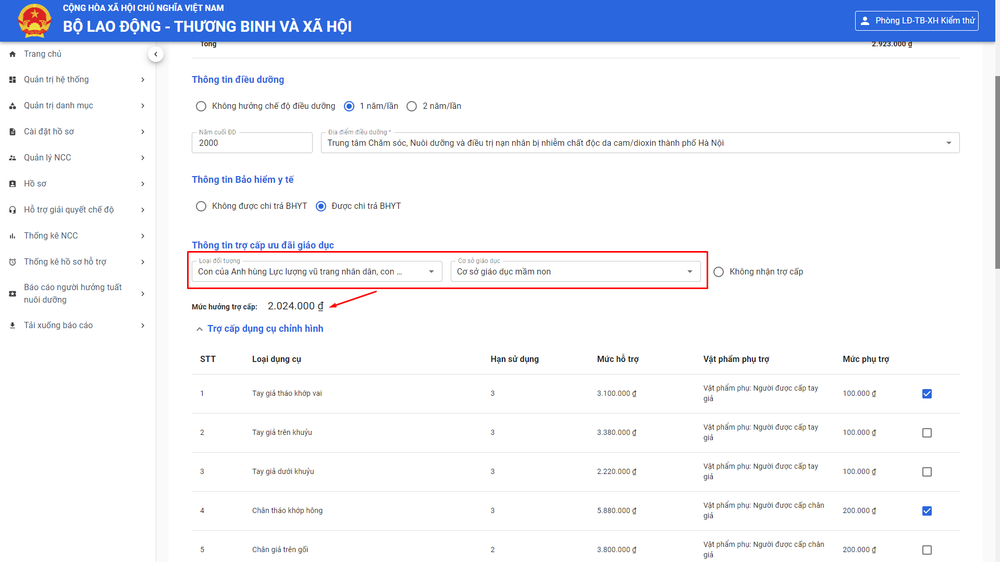 CỘNG HÒA XÃ HỘI CHỦ NGHĨA VIỆT NAM
BỘ LAO ĐỘNG - THƯƠNG BINH VÀ XÃ HỘI
Phòng LĐ-TB-XH Kiểm thử
Trang chủ
Quản trị hệ thống
Quản trị danh mục
Cài đặt hồ sơ
Quản lý NCC
Hồ sơ
Hỗ trợ giải quyết chế độ
Thống kê NCC
Thống kê hồ sơ hỗ trợ
Báo cáo người hưởng tuất
nuôi dưỡng
Tải xuống báo cáo
Tổng 2.923.000 ₫
Thông tin điều dưỡng
Không hưởng chế độ điều dưỡng 1 năm/lần 2 năm/lần
Năm cuối ĐD Địa điểm điều dưỡng *
2000 Trung tâm Chăm sóc, Nuôi dưỡng và điều trị nạn nhân bị nhiễm chất độc da cam/dioxin thành phố Hà Nội
Thông tin Bảo hiểm y tế
Không được chi trả BHYT Được chi trả BHYT
Thông tin trợ cấp ưu đãi giáo dục
Loại đối tượng Cơ sở giáo dục
Con của Anh hùng Lực lượng vũ trang nhân dân, con ... Cơ sở giáo dục mầm non Không nhận trợ cấp
Mức hưởng trợ cấp: 2.024.000 ₫
Trợ cấp dụng cụ chỉnh hình
STT Loại dụng cụ Hạn sử dụng Mức hỗ trợ Vật phẩm phụ trợ Mức phụ trợ
1 Tay giả tháo khớp vai 3 3.100.000 ₫ Vật phẩm phụ: Người được cấp tay giả 100.000 ₫
2 Tay giả trên khuỷu 3 3.380.000 ₫ Vật phẩm phụ: Người được cấp tay giả 100.000 ₫
3 Tay giả dưới khuỷu 3 2.220.000 ₫ Vật phẩm phụ: Người được cấp tay giả 100.000 ₫
4 Chân tháo khớp hông 3 5.880.000 ₫ Vật phẩm phụ: Người được cấp chân giả 200.000 ₫
5 Chân giả trên gối 2 3.800.000 ₫ Vật phẩm phụ: Người được cấp chân giả 200.000 ₫